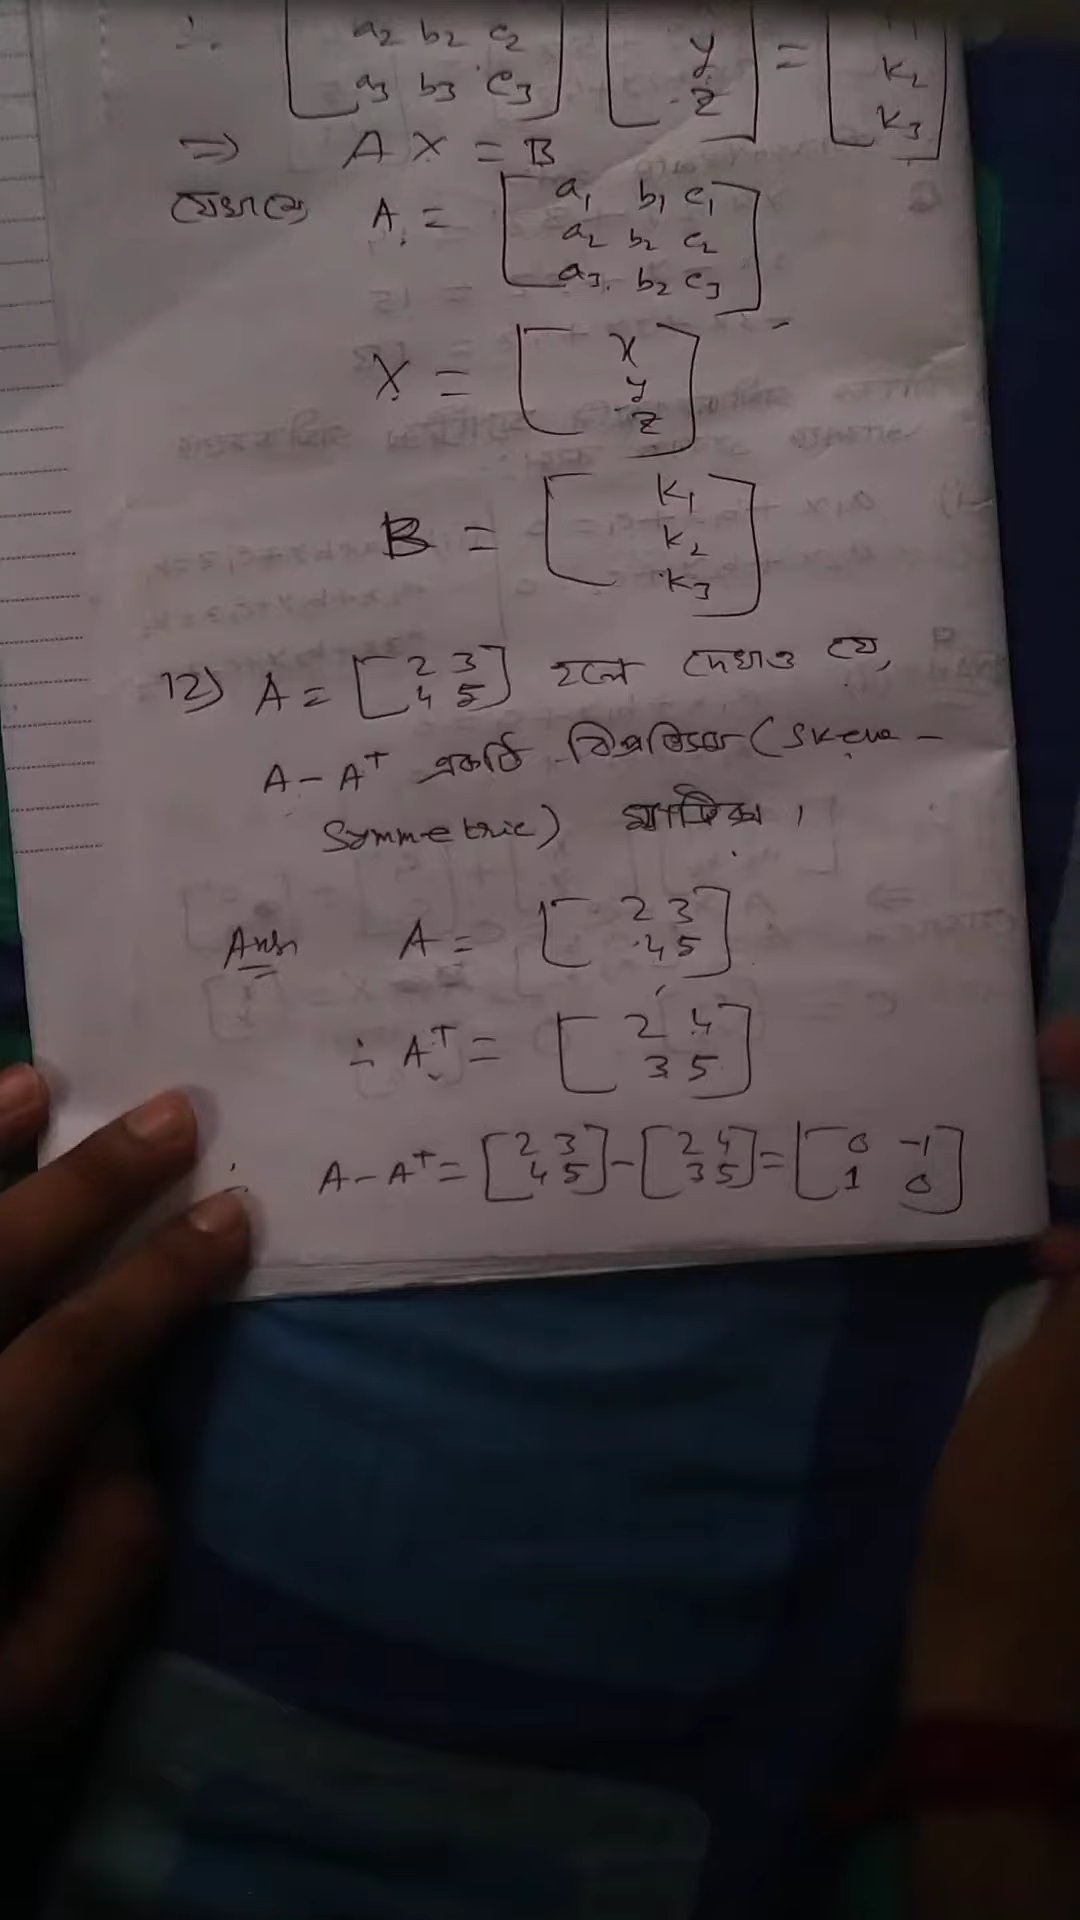 ∴ [ a2 b2 c2 ; a3 b3 c3 ] [ y ; z ] = [ k2 ; k3 ]
⇒ A X = B
যেখানে A = [ a1 b1 c1 ; a2 b2 c2 ; a3 b2 c3 ]
X = [ x ; y ; z ]
B = [ k1 ; k2 ; k3 ]
12) A = [ 2 3 ; 4 5 ] হলে দেখাও যে,
A - A^T একটি বিপ্রতিসম (Skew -
Symmetric) ম্যাট্রিক্স।
Ans A = [ 2 3 ; 4 5 ]
∴ A^T = [ 2 4 ; 3 5 ]
∴ A - A^T = [ 2 3 ; 4 5 ] - [ 2 4 ; 3 5 ] = [ 0 -1 ; 1 0 ]